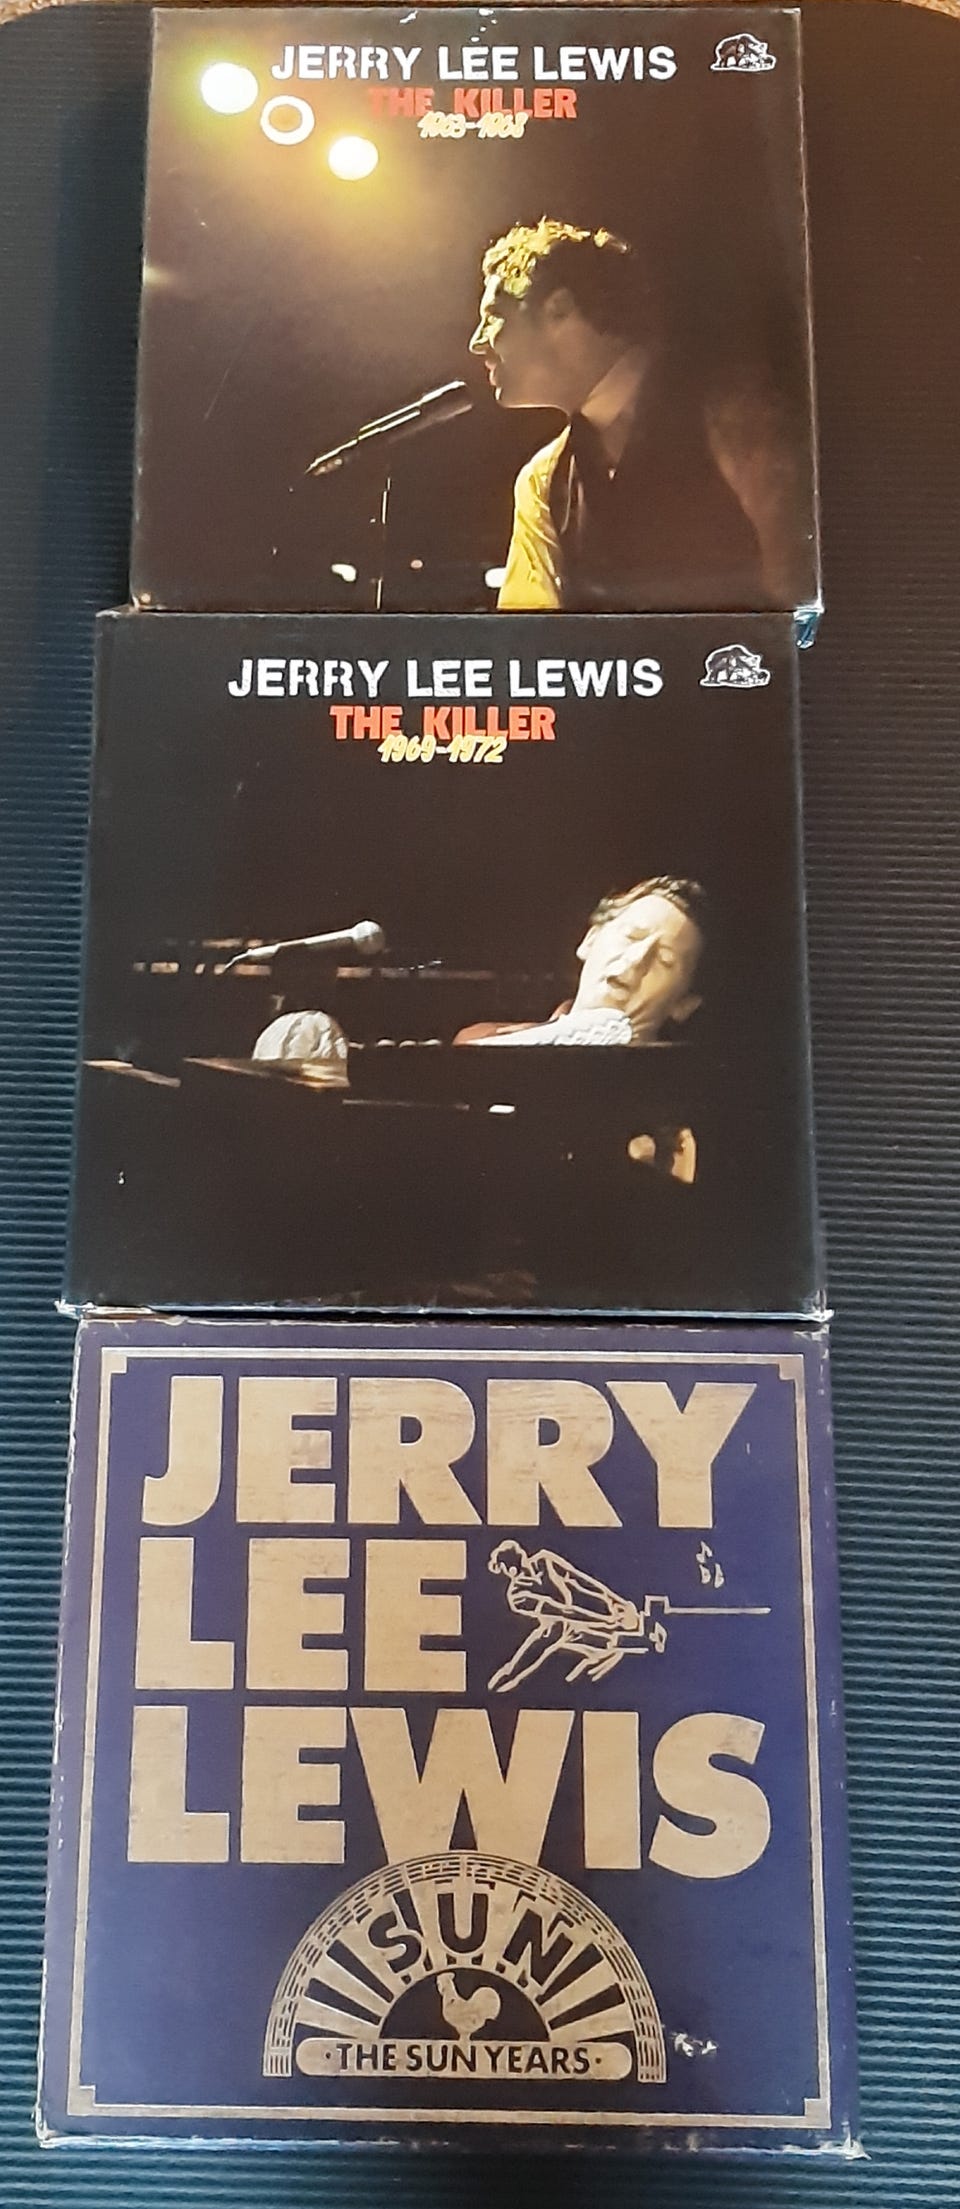 JERRY LEE LEWIS
THE KILLER
1963-1968
JERRY LEE LEWIS
THE KILLER
1969-1972
JERRY
LEE
LEWIS
SUN
·THE SUN YEARS·